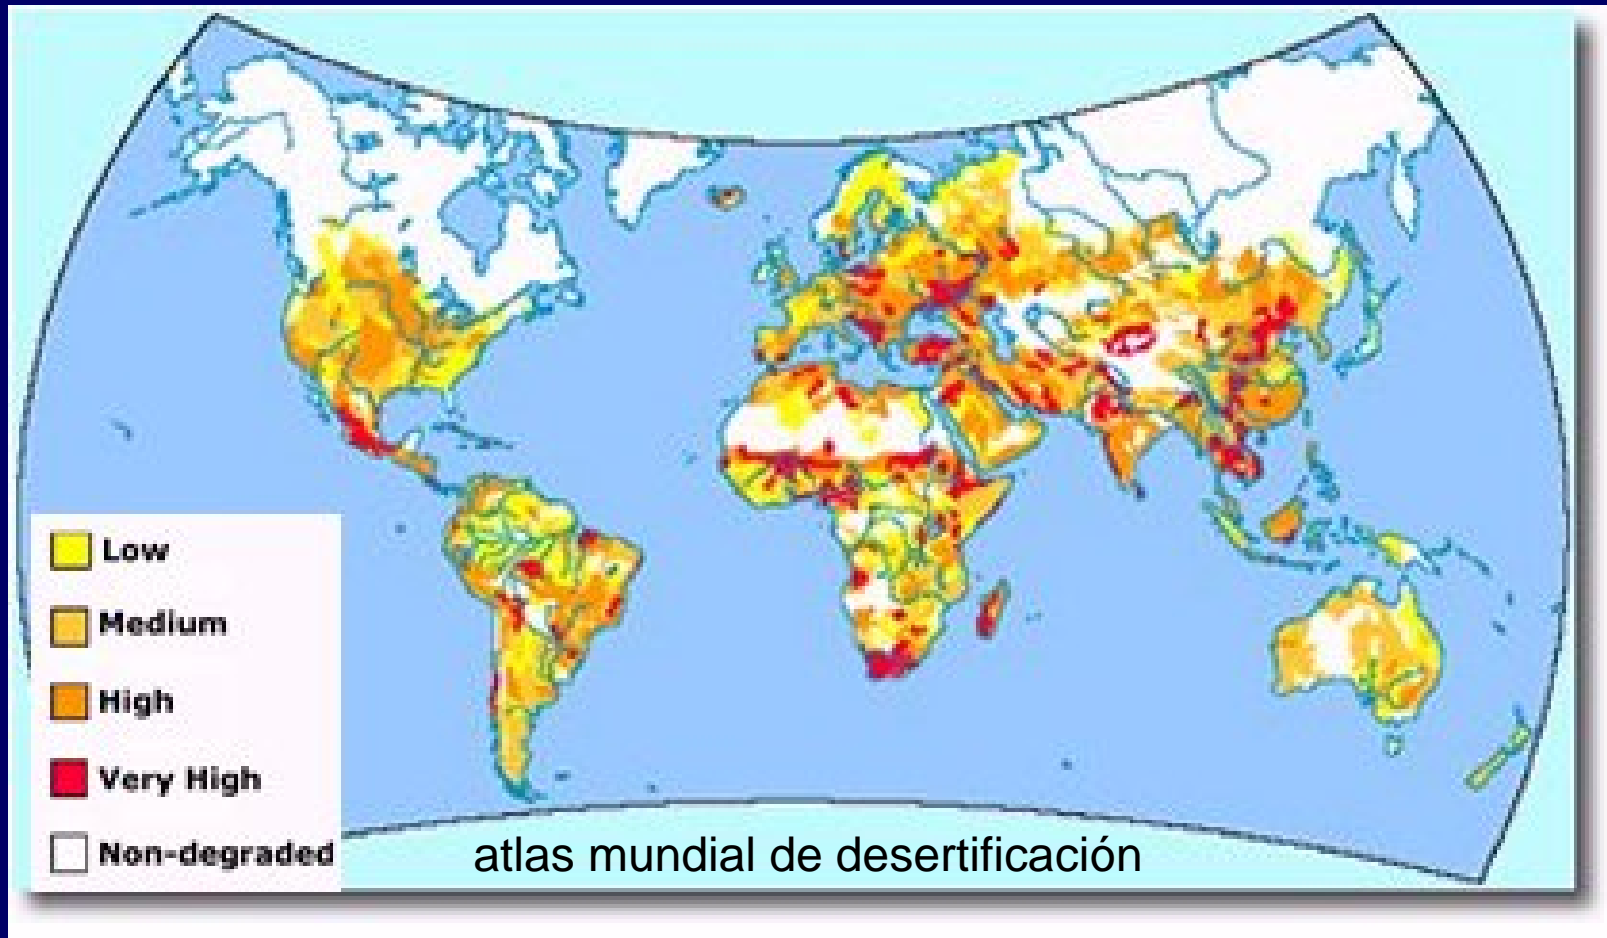 Low
Medium
High
Very High
Non-degraded
atlas mundial de desertificación